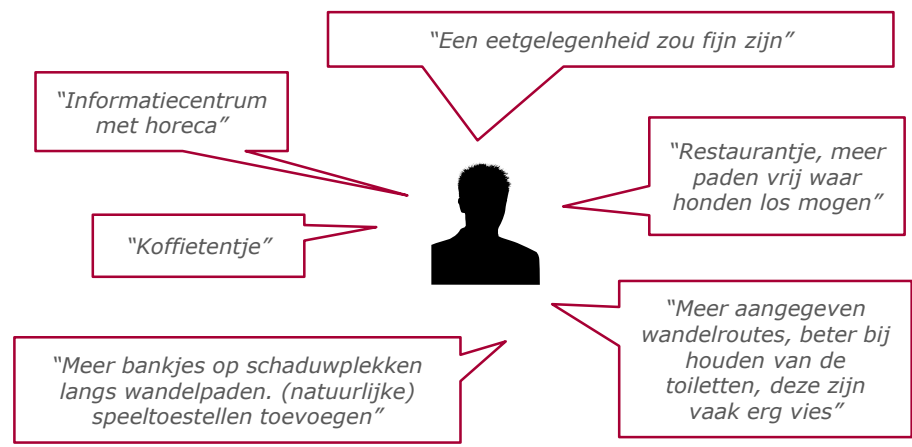 “Een eetgelegenheid zou fijn zijn”
“Informatiecentrum
met horeca”
“Restaurantje, meer
paden vrij waar
honden los mogen”
“Koffietentje”
“Meer aangegeven
wandelroutes, beter bij
houden van de
toiletten, deze zijn
vaak erg vies”
“Meer bankjes op schaduwplekken
langs wandelpaden. (natuurlijke)
speeltoestellen toevoegen”